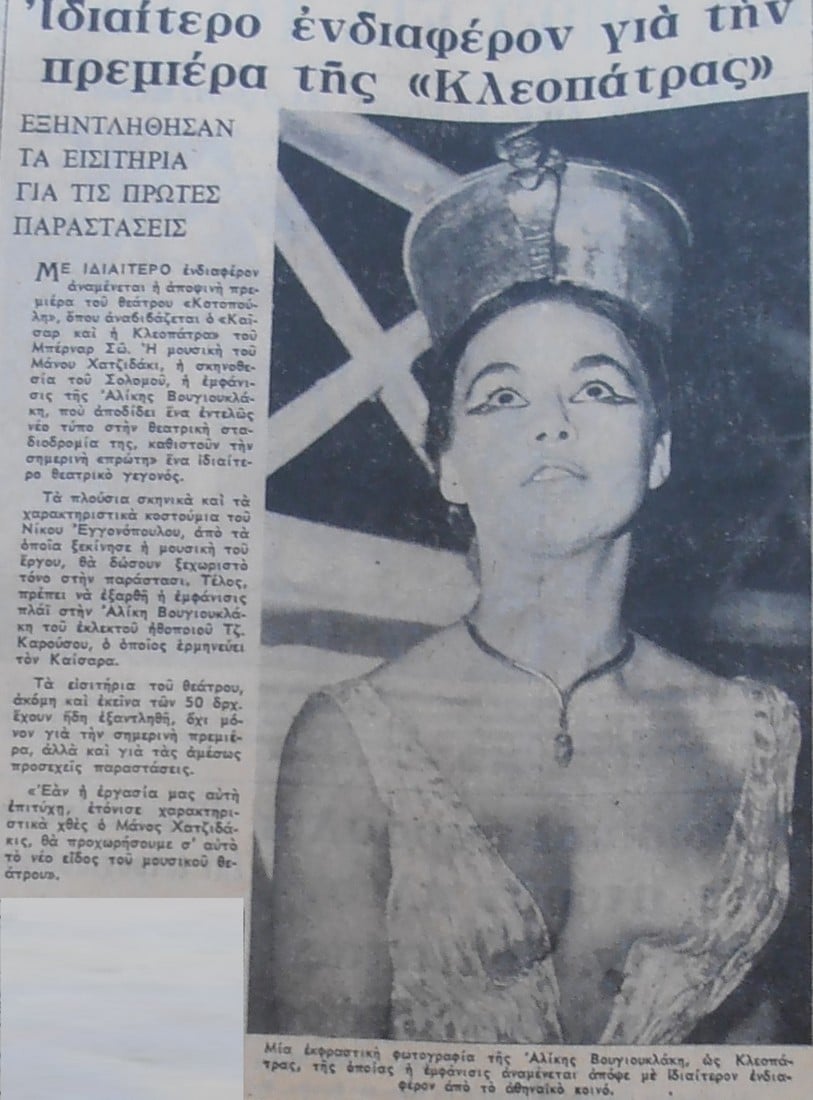 Ἰδιαίτερο ἐνδιαφέρον γιὰ τὴν
πρεμιέρα τῆς «Κλεοπάτρας»
ΕΞΗΝΤΛΗΘΗΣΑΝ
ΤΑ ΕΙΣΙΤΗΡΙΑ
ΓΙΑ ΤΙΣ ΠΡΩΤΕΣ
ΠΑΡΑΣΤΑΣΕΙΣ
ΜΕ ΙΔΙΑΙΤΕΡΟ ἐνδιαφέρον
ἀναμένεται ἡ ἀποψινὴ πρε-
μιέρα τοῦ θεάτρου «Κοτοπού-
λη», ὅπου ἀναβιβάζεται ὁ «Καῖ-
σαρ καὶ ἡ Κλεοπάτρα» τοῦ
Μπέρναρ Σῶ. Ἡ μουσικὴ τοῦ
Μάνου Χατζιδάκι, ἡ σκηνοθε-
σία τοῦ Σολομοῦ, ἡ ἐμφάνι-
σις τῆς Ἀλίκης Βουγιουκλά-
κη, ποὺ ἀποδίδει ἕνα ἐντελῶς
νέο τύπο στὴν θεατρικὴ στα-
διοδρομία της, καθιστοῦν τὴν
σημερινὴ «πρώτη» ἕνα ἰδιαίτε-
ρο θεατρικὸ γεγονός.
Τὰ πλούσια σκηνικὰ καὶ τὰ
χαρακτηριστικὰ κοστούμια τοῦ
Νίκου Ἐγγονόπουλου, ἀπὸ τὰ
ὁποῖα ξεκίνησε ἡ μουσικὴ τοῦ
ἔργου, θὰ δώσουν ξεχωριστὸ
τόνο στὴν παράστασι. Τέλος,
πρέπει νὰ ἐξαρθῆ ἡ ἐμφάνισις
πλάϊ στὴν Ἀλίκη Βουγιουκλά-
κη τοῦ ἐκλεκτοῦ ἠθοποιοῦ Τζ.
Καρούσου, ὁ ὁποῖος ἑρμηνεύει
τὸν Καίσαρα.
Τὰ εἰσιτήρια τοῦ θεάτρου,
ἀκόμη καὶ ἐκεῖνα τῶν 50 δρχ.
ἔχουν ἤδη ἐξαντληθῆ, ὄχι μό-
νον γιὰ τὴν σημερινὴ πρεμιέ-
ρα, ἀλλὰ καὶ γιὰ τὰς ἀμέσως
προσεχεῖς παραστάσεις.
«Ἐὰν ἡ ἐργασία μας αὐτὴ
ἐπιτύχη, ἐτόνισε χαρακτηρι-
στικὰ χθὲς ὁ Μάνος Χατζιδά-
κις, θὰ προχωρήσουμε σ' αὐτὸ
τὸ νέο εἶδος τοῦ μουσικοῦ θε-
άτρου».
Μία ἐκφραστικὴ φωτογραφία τῆς Ἀλίκης Βουγιουκλάκη, ὡς Κλεοπά-
τρας, τῆς ὁποίας ἡ ἐμφάνισις ἀναμένεται ἀπόψε μὲ ἰδιαίτερον ἐνδια-
φέρον ἀπὸ τὸ ἀθηναϊκὸ κοινό.